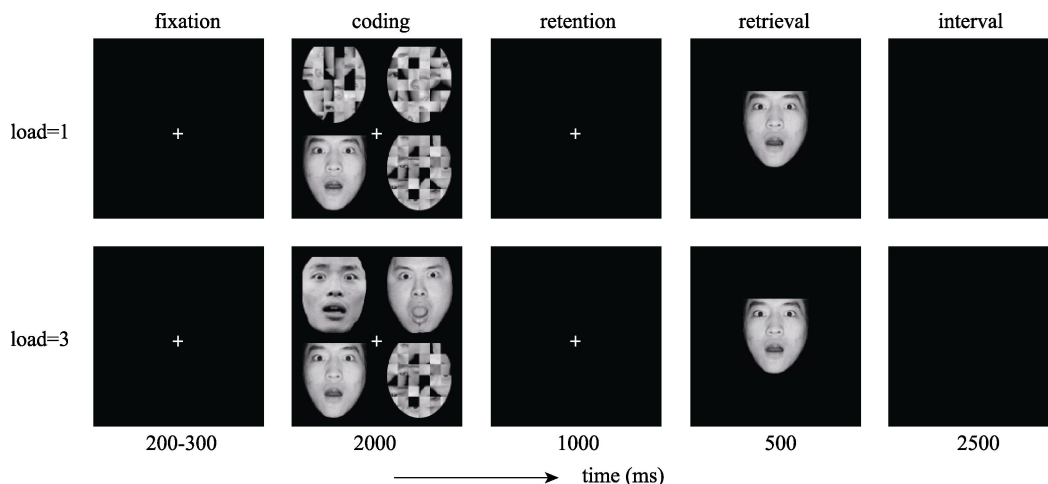 fixation coding retention retrieval interval
load=1
load=3
200-300 2000 1000 500 2500
time (ms)